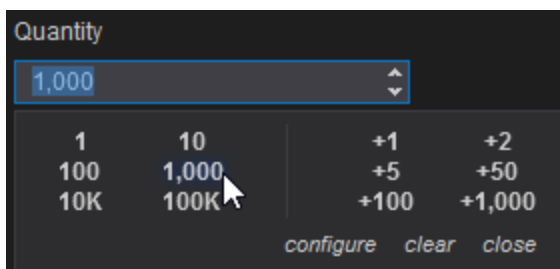 Quantity
1,000
1 10 +1 +2
100 1,000 +5 +50
10K 100K +100 +1,000
configure clear close